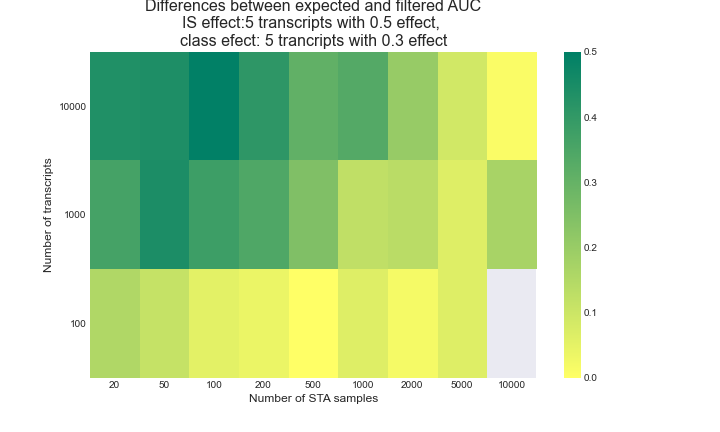 Differences between expected and filtered AUC
IS effect:5 transcripts with 0.5 effect,
class efect: 5 trancripts with 0.3 effect
0.5
0.4
0.3
0.2
0.1
0.0
Number of transcripts
10000
1000
100
20 50 100 200 500 1000 2000 5000 10000
Number of STA samples